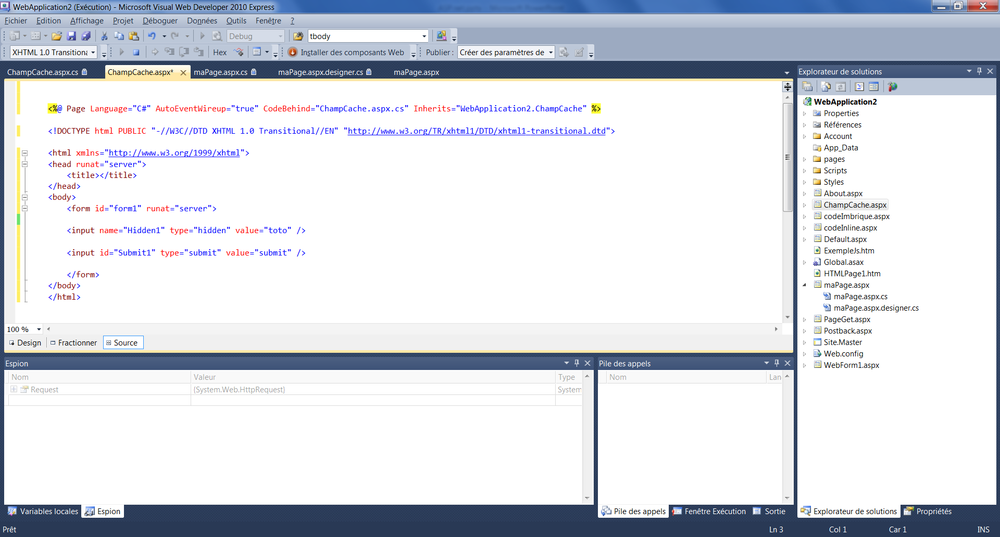 WebApplication2 (Exécution) - Microsoft Visual Web Developer 2010 Express
Fichier Edition Affichage Projet Déboguer Données Outils Fenêtre ?
Debug tbody
XHTML 1.0 Transitiona Hex Installer des composants Web Publier : Créer des paramètres de
ChampCache.aspx.cs ChampCache.aspx* maPage.aspx.cs maPage.aspx.designer.cs maPage.aspx
<%@ Page Language="C#" AutoEventWireup="true" CodeBehind="ChampCache.aspx.cs" Inherits="WebApplication2.ChampCache" %>
<!DOCTYPE html PUBLIC "-//W3C//DTD XHTML 1.0 Transitional//EN" "http://www.w3.org/TR/xhtml1/DTD/xhtml1-transitional.dtd">
<html xmlns="http://www.w3.org/1999/xhtml">
<head runat="server">
<title></title>
</head>
<body>
<form id="form1" runat="server">
<input name="Hidden1" type="hidden" value="toto" />
<input id="Submit1" type="submit" value="submit" />
</form>
</body>
</html>
100 %
Design Fractionner Source
Espion
Nom Valeur Type
Request {System.Web.HttpRequest} System
Variables locales Espion
Pile des appels
Nom Lan
Pile des appels Fenêtre Exécution Sortie
Explorateur de solutions
WebApplication2
Properties
Références
Account
App_Data
pages
Scripts
Styles
About.aspx
ChampCache.aspx
codeImbrique.aspx
codeInline.aspx
Default.aspx
ExempleJs.htm
Global.asax
HTMLPage1.htm
maPage.aspx
maPage.aspx.cs
maPage.aspx.designer.cs
PageGet.aspx
Postback.aspx
Site.Master
Web.config
WebForm1.aspx
Explorateur de solutions Propriétés
Prêt Ln 3 Col 1 Car 1 INS